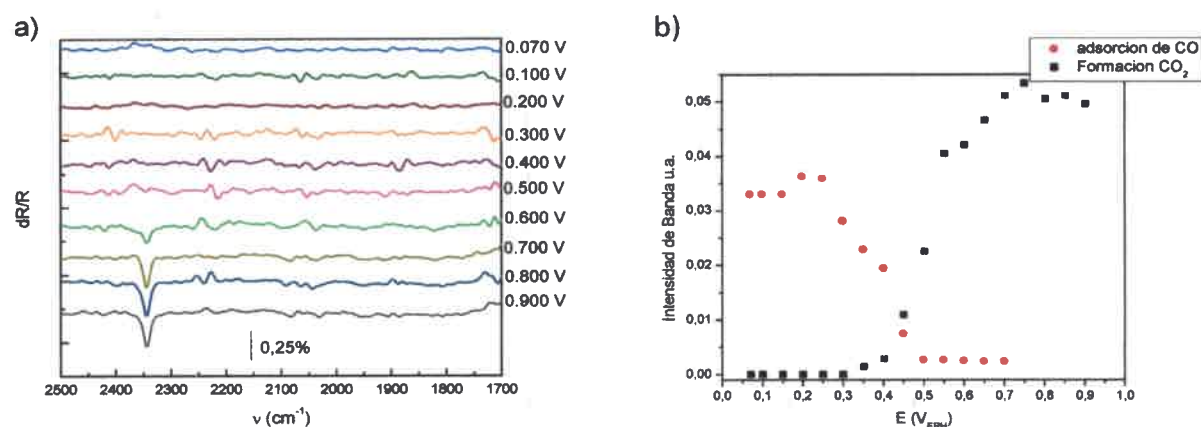 a)
0.070 V
0.100 V
0.200 V
0.300 V
0.400 V
0.500 V
0.600 V
0.700 V
0.800 V
0.900 V
dR/R
0,25%
2500 2400 2300 2200 2100 2000 1900 1800 1700
ν (cm⁻¹)
b)
adsorcion de CO
Formacion CO₂
0,05
0,04
0,03
0,02
0,01
0,00
Intensidad de Banda u.a.
0,0 0,1 0,2 0,3 0,4 0,5 0,6 0,7 0,8 0,9 1,0
E (V_ERH)